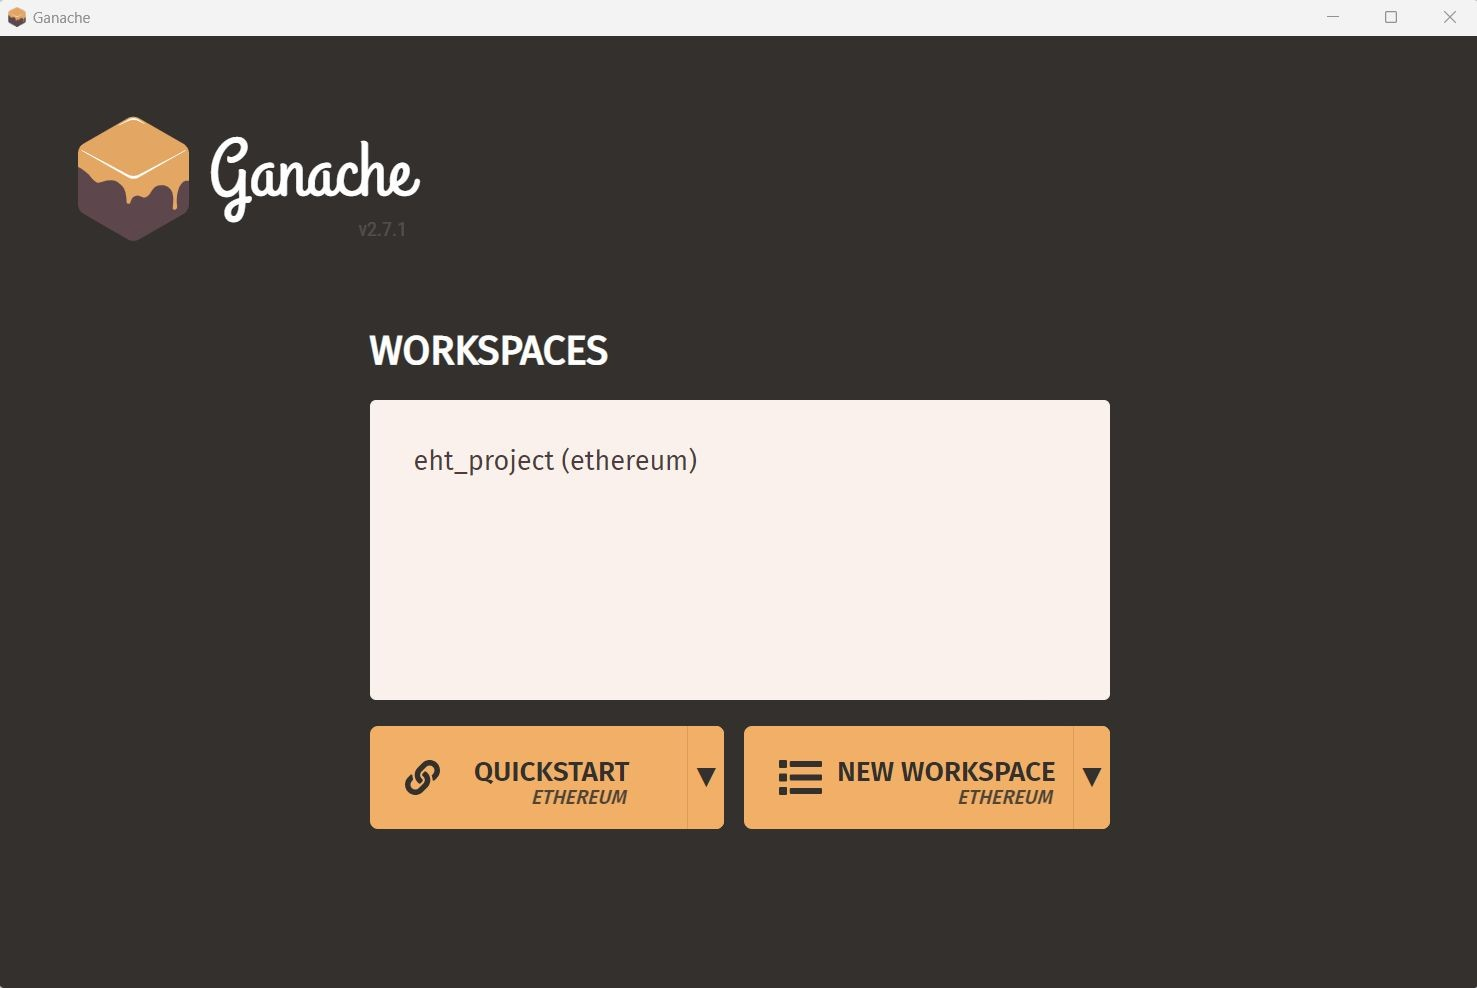 Ganache
Ganache
v2.7.1
WORKSPACES
eht_project (ethereum)
QUICKSTART
ETHEREUM
NEW WORKSPACE
ETHEREUM